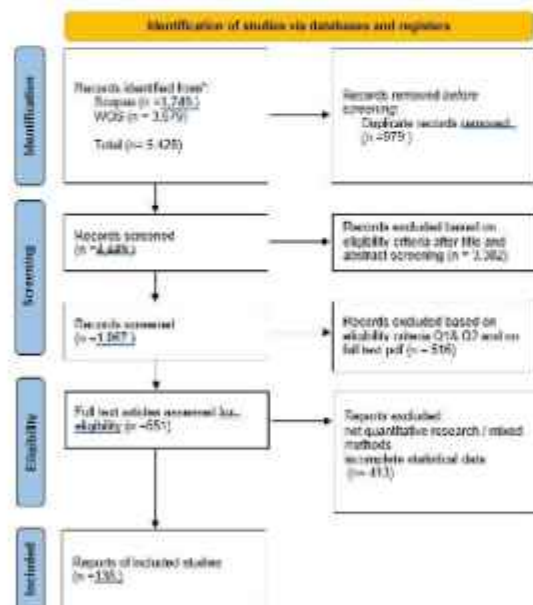 Identification of studies via databases and registers
Identification
Records identified from*:
Scopus (n =1,749.)
WOS (n = 3,679)
Total (n= 5,428)
Records removed before
screening:
Duplicate records removed
(n =979 )
Screening
Records screened
(n =4,449.)
Records excluded based on
eligibility criteria after title and
abstract screening (n = 3,382)
Records screened
(n =1,067 )
Records excluded based on
eligibility criteria Q1& Q2 and no
full text pdf (n = 516)
Eligibility
Full text articles assessed for
eligibility (n =551)
Reports excluded:
not quantitative research / mixed
methods
incomplete statistical data
(n= 413)
Included
Reports of included studies
(n =138.)